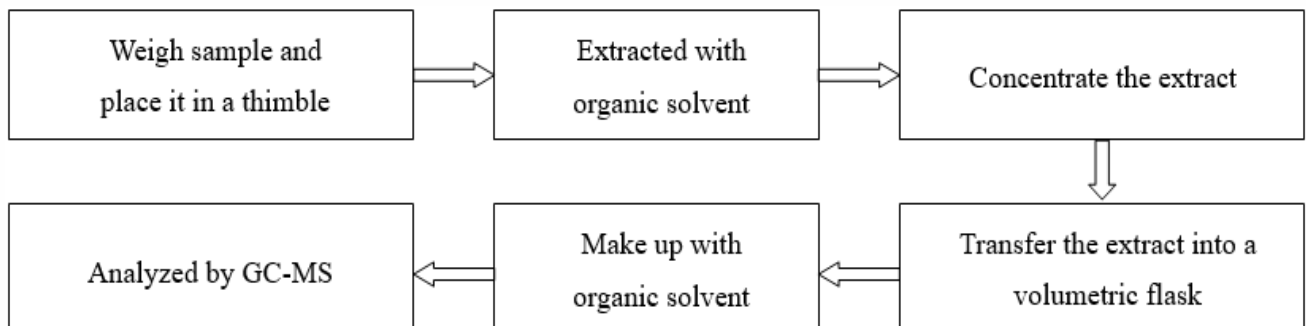 Weigh sample and
place it in a thimble
Extracted with
organic solvent
Concentrate the extract
Transfer the extract into a
volumetric flask
Make up with
organic solvent
Analyzed by GC-MS